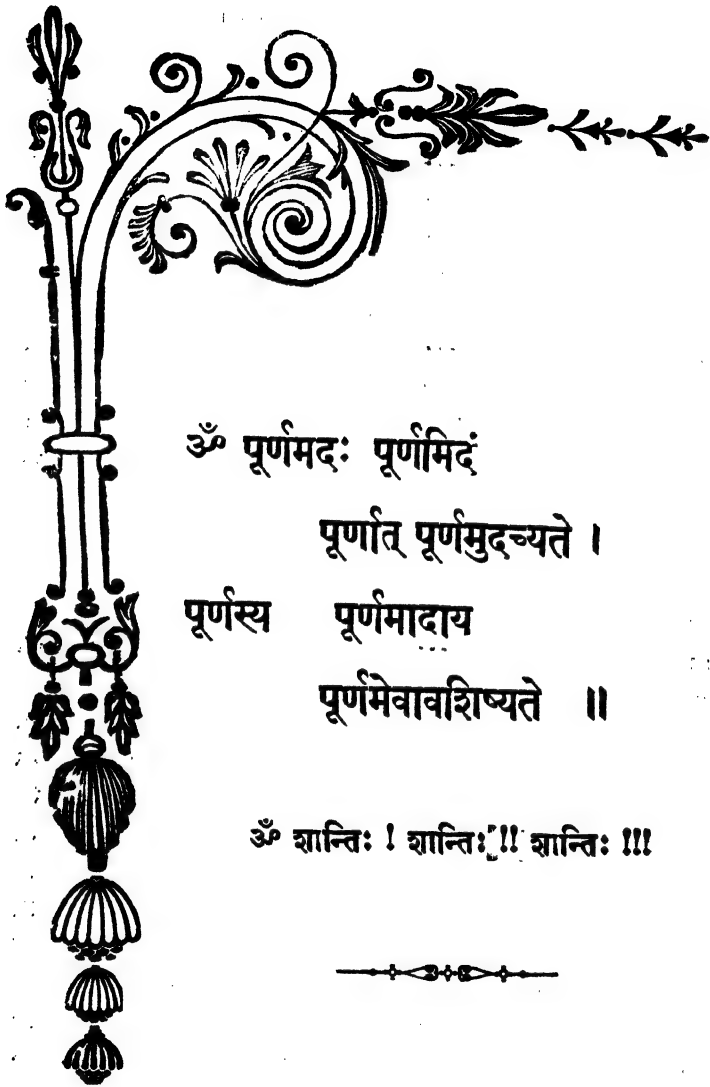 ॐ पूर्णमदः पूर्णमिदं
पूर्णात् पूर्णमुदच्यते ।
पूर्णस्य पूर्णमादाय
पूर्णमेवावशिष्यते ॥
ॐ शान्तिः ! शान्तिः !! शान्तिः !!!